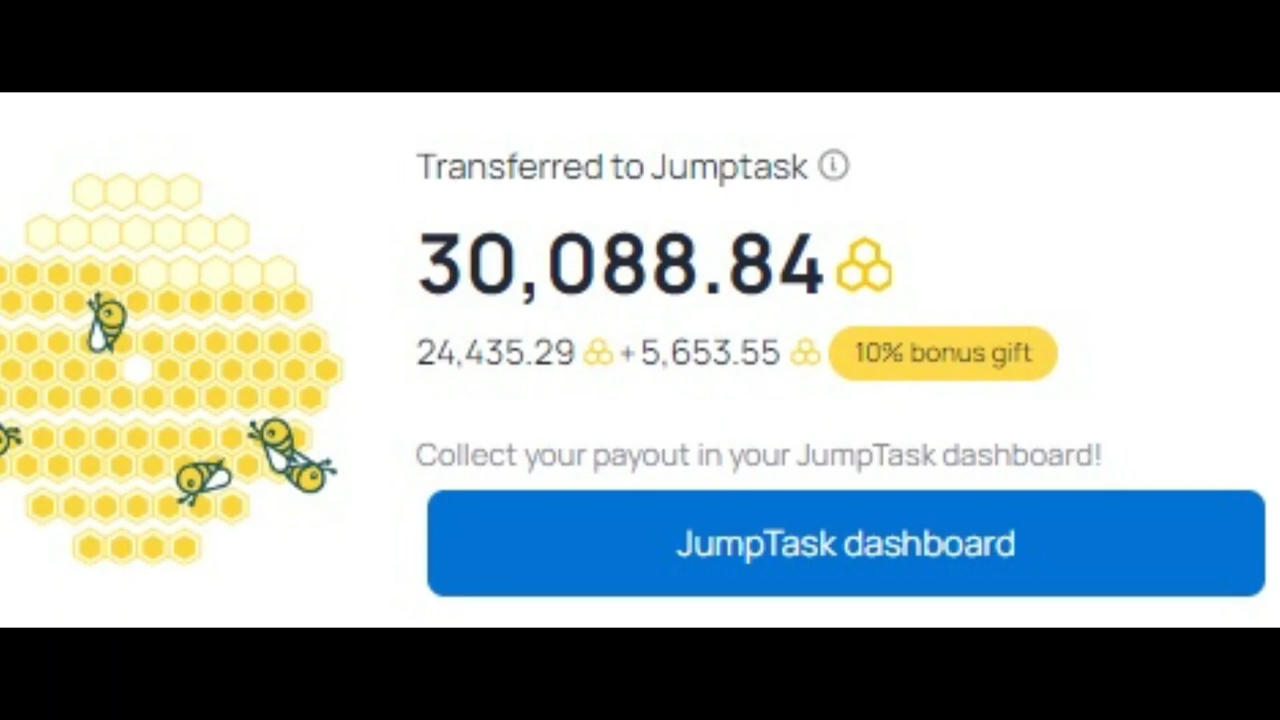 Transferred to Jumptask
30,088.84
24,435.29 + 5,653.55 10% bonus gift
Collect your payout in your JumpTask dashboard!
JumpTask dashboard